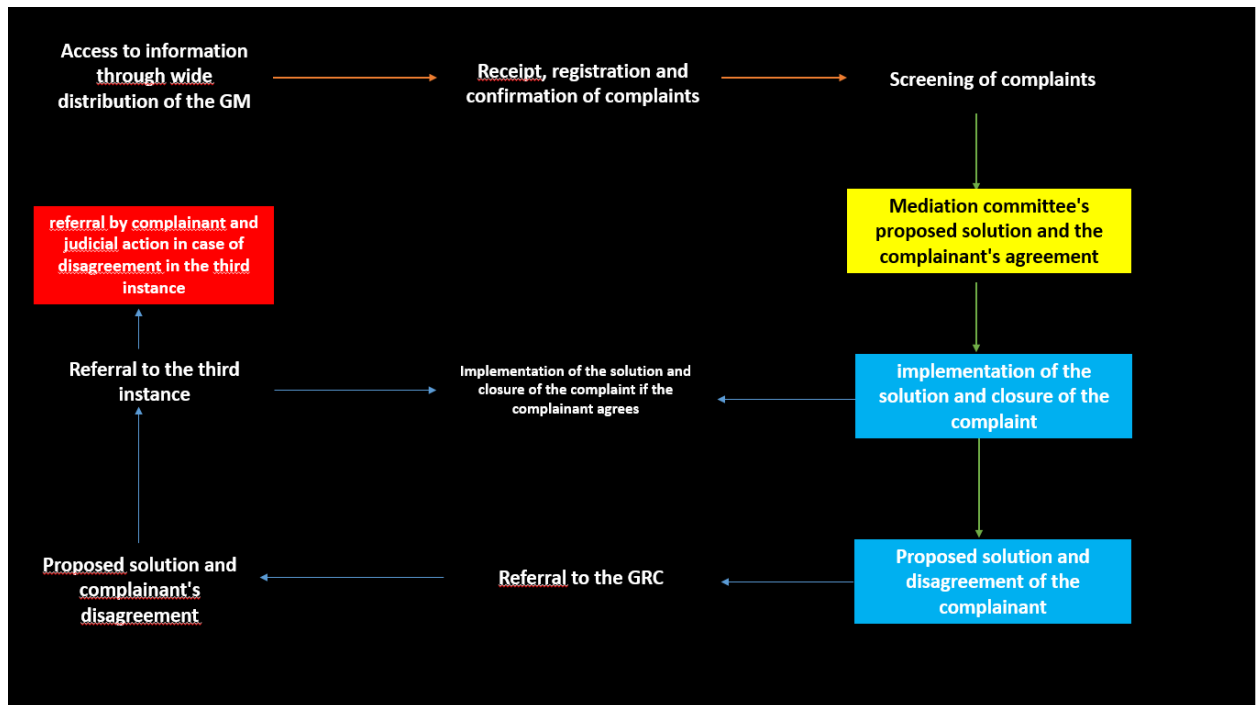 Access to information
through wide
distribution of the GM
Receipt, registration and
confirmation of complaints
Screening of complaints
referral by complainant and
judicial action in case of
disagreement in the third
instance
Mediation committee's
proposed solution and the
complainant's agreement
Referral to the third
instance
Implementation of the solution and
closure of the complaint if the
complainant agrees
implementation of the
solution and closure of the
complaint
Proposed solution and
complainant's
disagreement
Referral to the GRC
Proposed solution and
disagreement of the
complainant